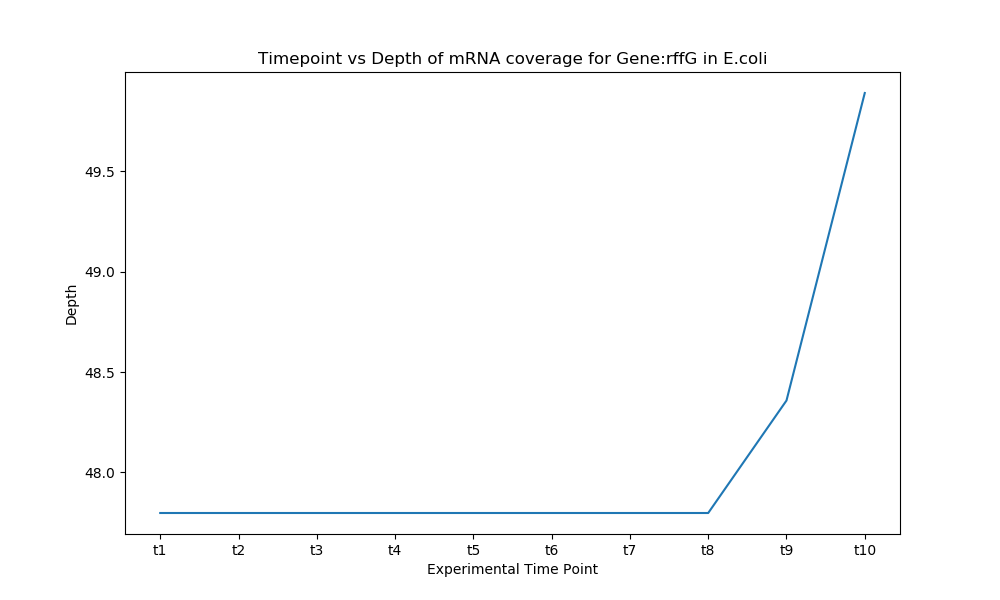 Timepoint vs Depth of mRNA coverage for Gene:rffG in E.coli
49.5
49.0
48.5
48.0
Depth
t1 t2 t3 t4 t5 t6 t7 t8 t9 t10
Experimental Time Point